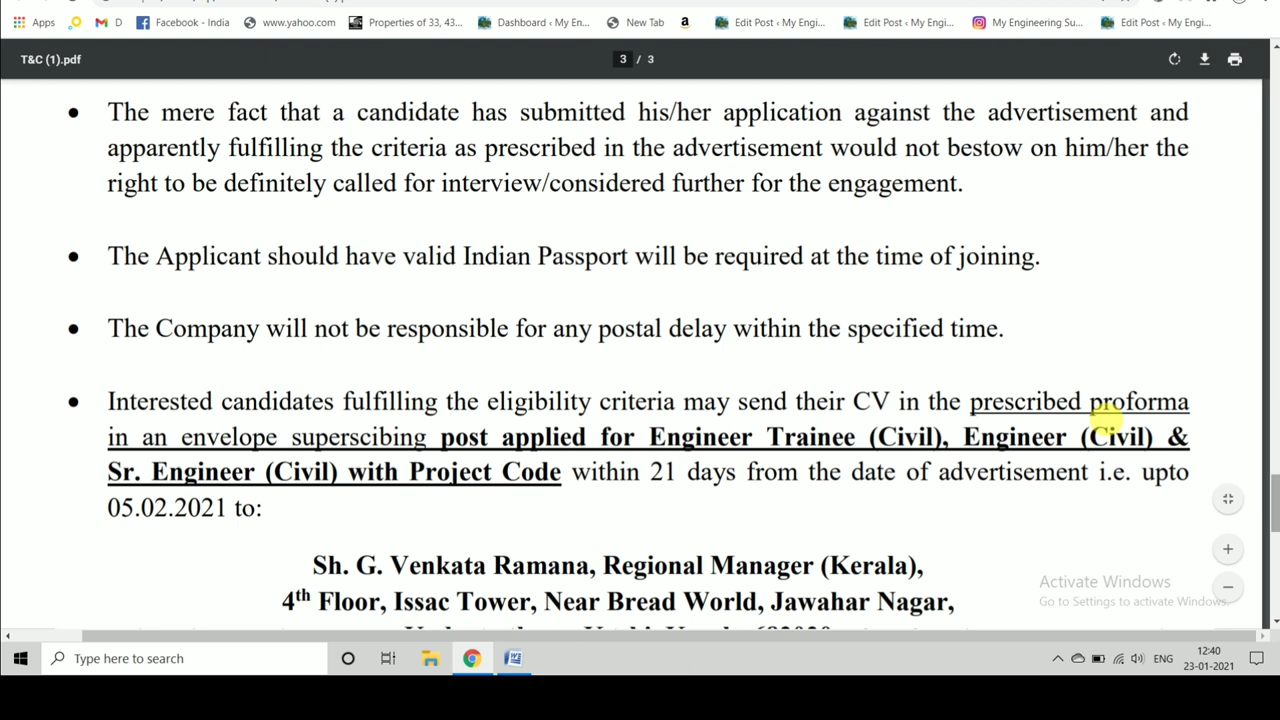 Apps
M D
Facebook - India
www.yahoo.com
Properties of 33, 43...
Dashboard ‹ My En...
New Tab
Edit Post ‹ My Engi...
Edit Post ‹ My Engi...
My Engineering Su...
Edit Post ‹ My Engi...
T&C (1).pdf
3 / 3
• The mere fact that a candidate has submitted his/her application against the advertisement and
apparently fulfilling the criteria as prescribed in the advertisement would not bestow on him/her the
right to be definitely called for interview/considered further for the engagement.
• The Applicant should have valid Indian Passport will be required at the time of joining.
• The Company will not be responsible for any postal delay within the specified time.
• Interested candidates fulfilling the eligibility criteria may send their CV in the prescribed proforma
in an envelope superscibing post applied for Engineer Trainee (Civil), Engineer (Civil) &
Sr. Engineer (Civil) with Project Code within 21 days from the date of advertisement i.e. upto
05.02.2021 to:
Sh. G. Venkata Ramana, Regional Manager (Kerala),
4th Floor, Issac Tower, Near Bread World, Jawahar Nagar,
Activate Windows
Go to Settings to activate Windows.
Type here to search
ENG
12:40
23-01-2021